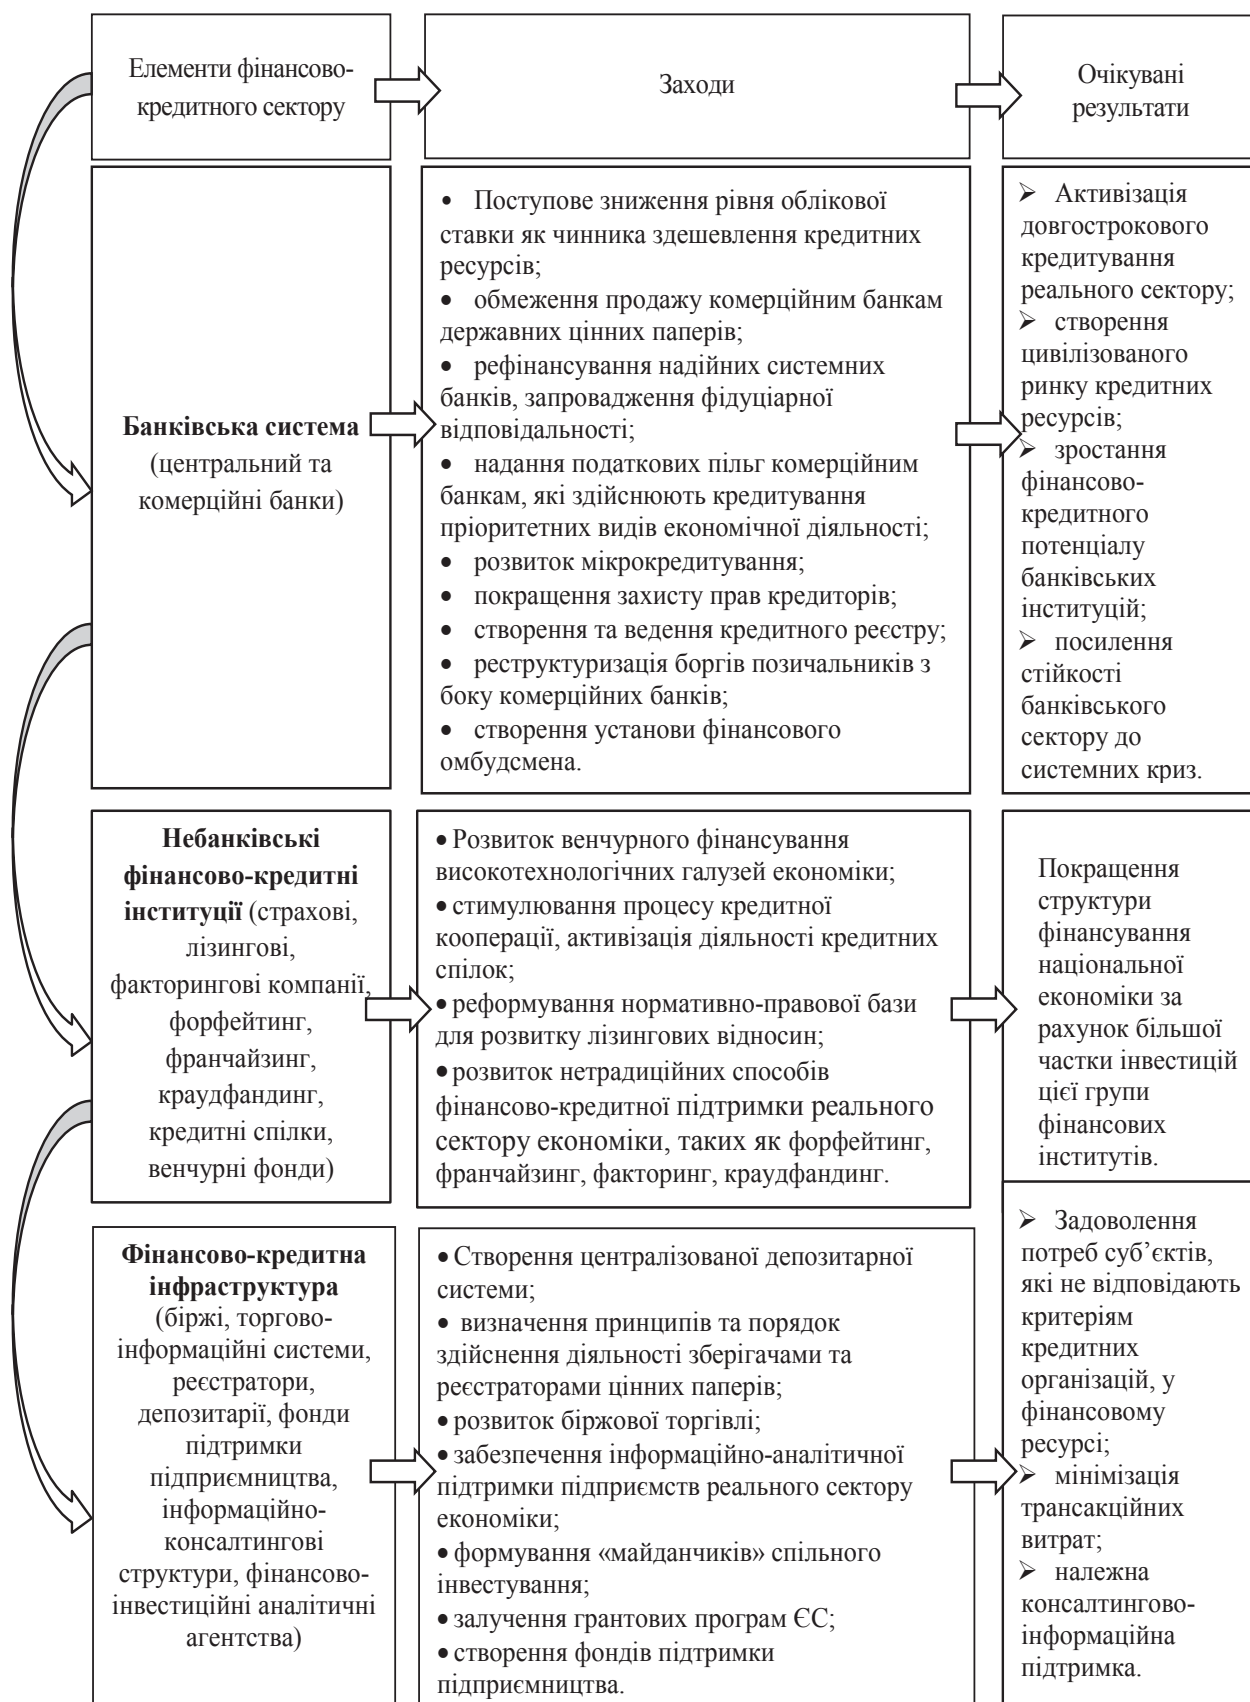 Елементи фінансово-
кредитного сектору
Заходи
Очікувані
результати
Банківська система
(центральний та
комерційні банки)
• Поступове зниження рівня облікової
ставки як чинника здешевлення кредитних
ресурсів;
• обмеження продажу комерційним банкам
державних цінних паперів;
• рефінансування надійних системних
банків, запровадження фідуціарної
відповідальності;
• надання податкових пільг комерційним
банкам, які здійснюють кредитування
пріоритетних видів економічної діяльності;
• розвиток мікрокредитування;
• покращення захисту прав кредиторів;
• створення та ведення кредитного реєстру;
• реструктуризація боргів позичальників з
боку комерційних банків;
• створення установи фінансового
омбудсмена.
➢ Активізація
довгострокового
кредитування
реального сектору;
➢ створення
цивілізованого
ринку кредитних
ресурсів;
➢ зростання
фінансово-
кредитного
потенціалу
банківських
інституцій;
➢ посилення
стійкості
банківського
сектору до
системних криз.
Небанківські
фінансово-кредитні
інституції (страхові,
лізингові,
факторингові компанії,
форфейтинг,
франчайзинг,
краудфандинг,
кредитні спілки,
венчурні фонди)
• Розвиток венчурного фінансування
високотехнологічних галузей економіки;
• стимулювання процесу кредитної
кооперації, активізація діяльності кредитних
спілок;
• реформування нормативно-правової бази
для розвитку лізингових відносин;
• розвиток нетрадиційних способів
фінансово-кредитної підтримки реального
сектору економіки, таких як форфейтинг,
франчайзинг, факторинг, краудфандинг.
Покращення
структури
фінансування
національної
економіки за
рахунок більшої
частки інвестицій
цієї групи
фінансових
інститутів.
Фінансово-кредитна
інфраструктура
(біржі, торгово-
інформаційні системи,
реєстратори,
депозитарії, фонди
підтримки
підприємництва,
інформаційно-
консалтингові
структури, фінансово-
інвестиційні аналітичні
агентства)
• Створення централізованої депозитарної
системи;
• визначення принципів та порядок
здійснення діяльності зберігачами та
реєстраторами цінних паперів;
• розвиток біржової торгівлі;
• забезпечення інформаційно-аналітичної
підтримки підприємств реального сектору
економіки;
• формування «майданчиків» спільного
інвестування;
• залучення грантових програм ЄС;
• створення фондів підтримки
підприємництва.
➢ Задоволення
потреб суб’єктів,
які не відповідають
критеріям
кредитних
організацій, у
фінансовому
ресурсі;
➢ мінімізація
трансакційних
витрат;
➢ належна
консалтингово-
інформаційна
підтримка.